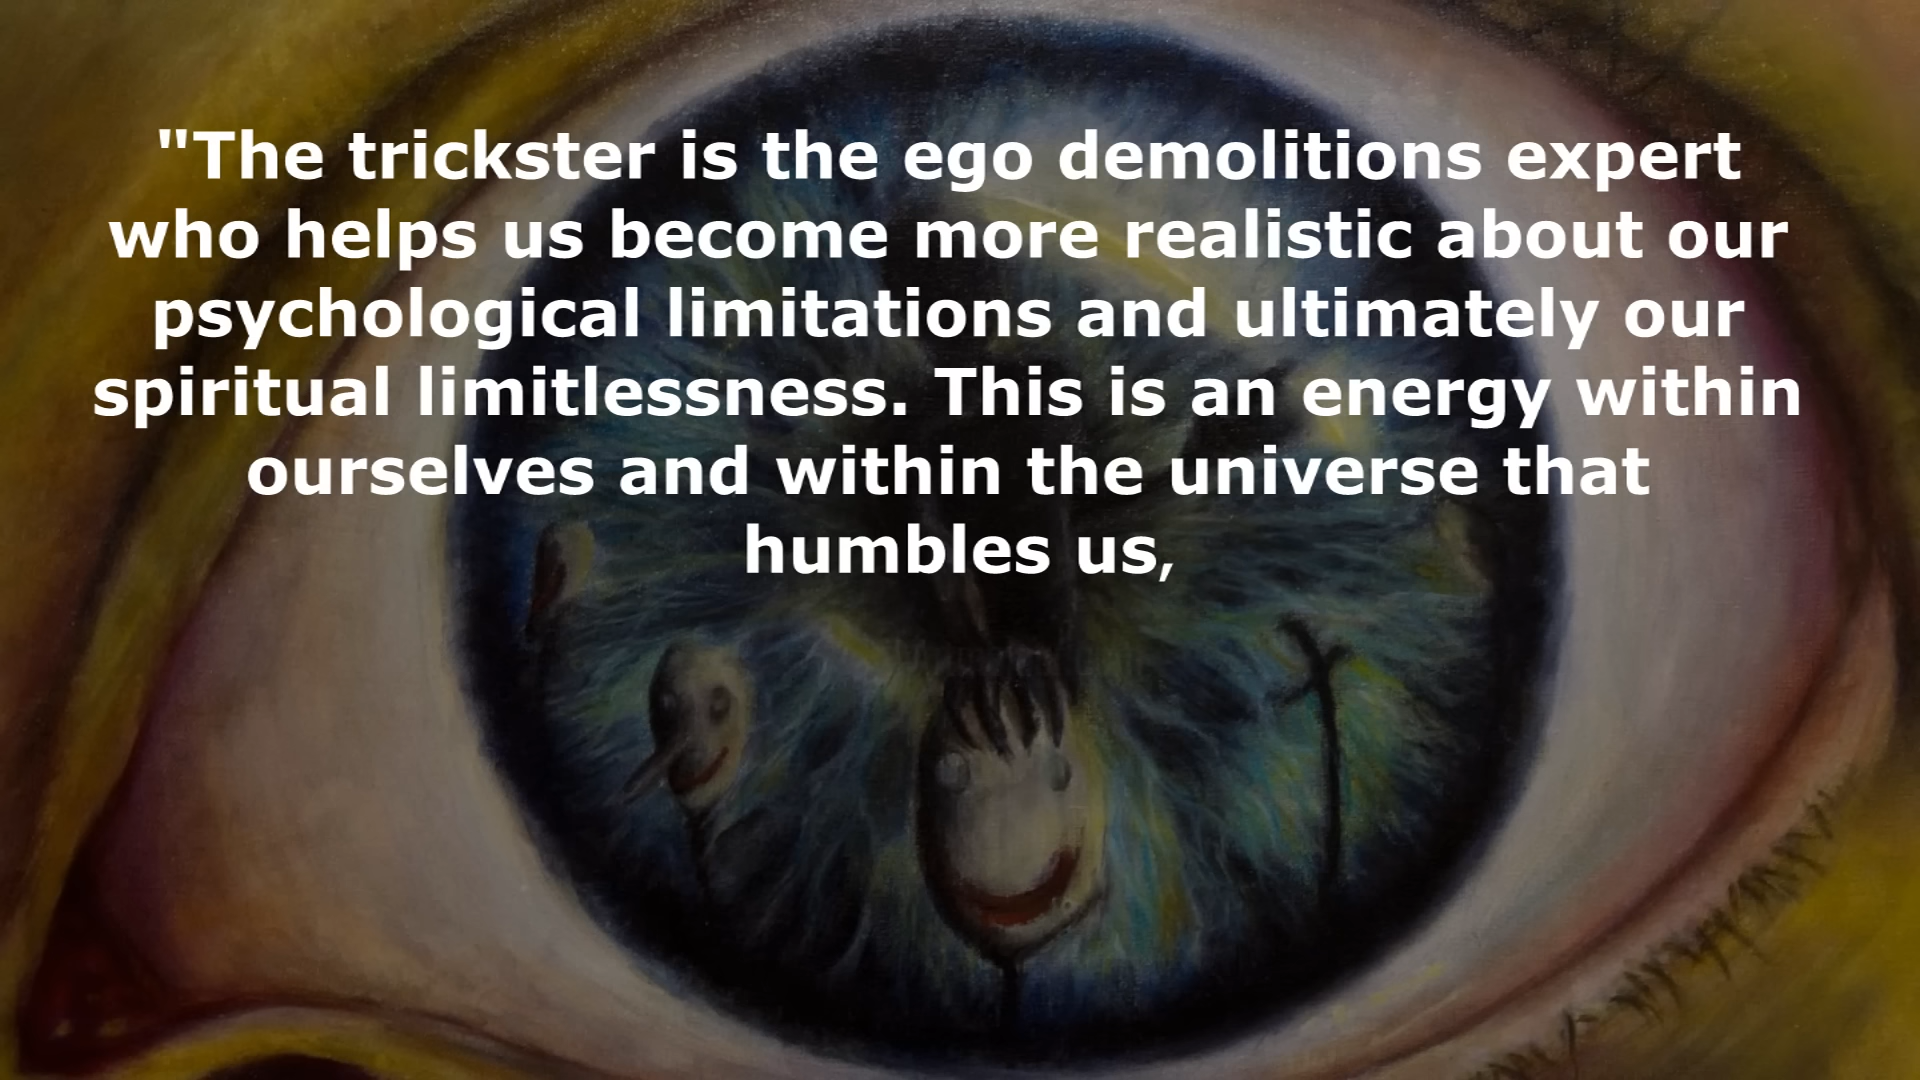 "The trickster is the ego demolitions expert
who helps us become more realistic about our
psychological limitations and ultimately our
spiritual limitlessness. This is an energy within
ourselves and within the universe that
humbles us,